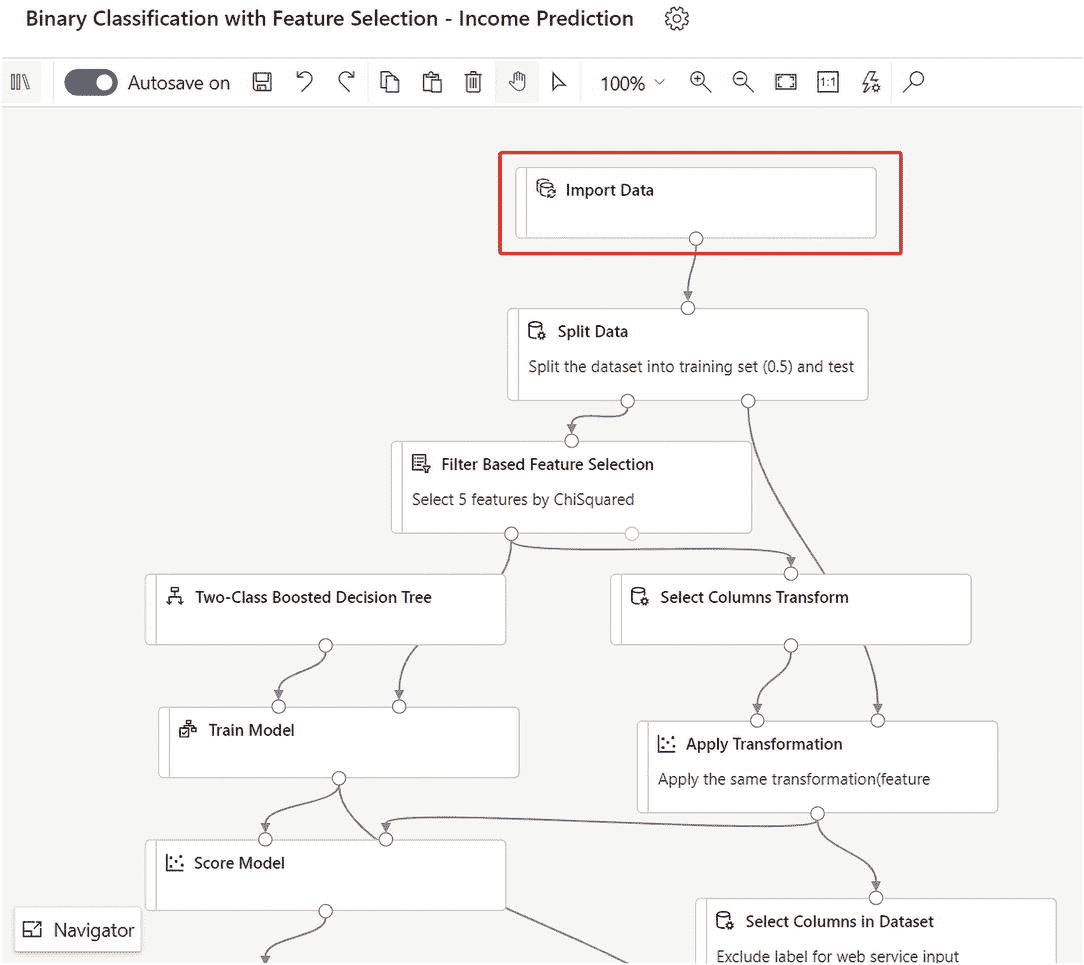 Binary Classification with Feature Selection - Income Prediction
Autosave on
100%
1:1
Import Data
Split Data
Split the dataset into training set (0.5) and test
Filter Based Feature Selection
Select 5 features by ChiSquared
Two-Class Boosted Decision Tree
Select Columns Transform
Train Model
Apply Transformation
Apply the same transformation(feature
Score Model
Select Columns in Dataset
Navigator
Exclude label for web service input